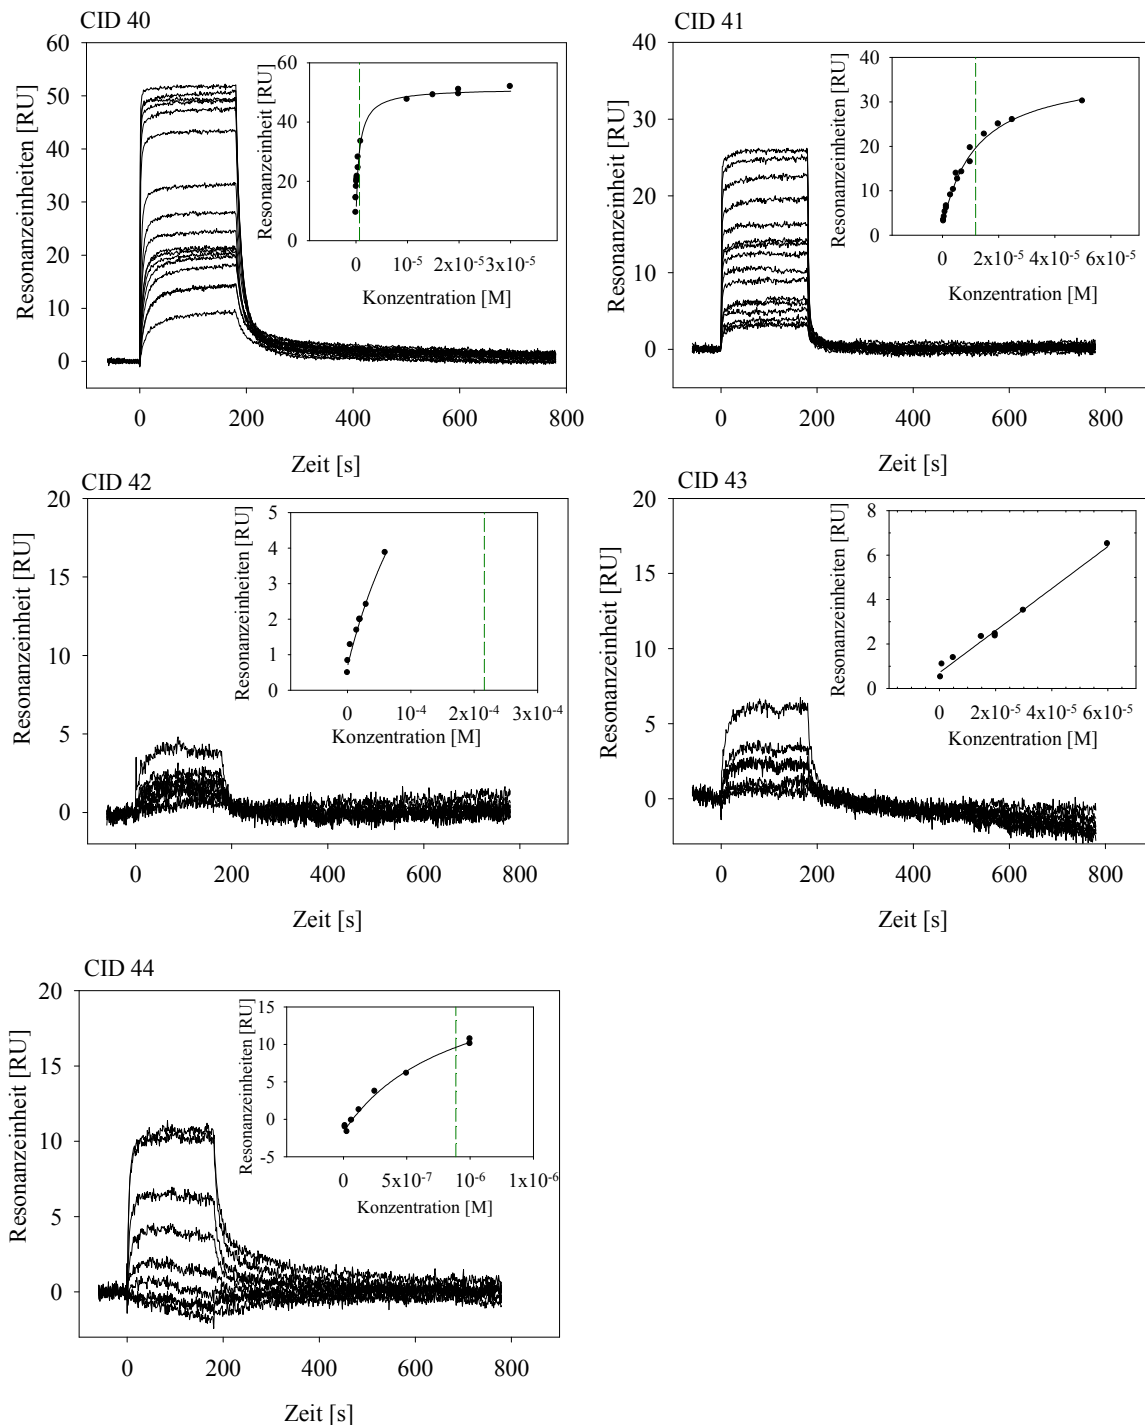 CID 40
Resonanzeinheiten [RU]
60
50
40
30
20
10
0
0 200 400 600 800
Zeit [s]
Resonanzeinheit [RU]
60
40
20
0
0 10-5 2x10-5 3x10-5
Konzentration [M]
CID 41
Resonanzeinheit [RU]
40
30
20
10
0
0 200 400 600 800
Zeit [s]
Resonanzeinheiten [RU]
40
30
20
10
0
0 2x10-5 4x10-5 6x10-5
Konzentration [M]
CID 42
Resonanzeinheit [RU]
20
15
10
5
0
0 200 400 600 800
Zeit [s]
Resonanzeinheiten [RU]
5
4
3
2
1
0
0 10-4 2x10-4 3x10-4
Konzentration [M]
CID 43
Resonanzeinheit [RU]
20
15
10
5
0
0 200 400 600 800
Zeit [s]
Resonanzeinheiten [RU]
8
6
4
2
0
0 2x10-5 4x10-5 6x10-5
Konzentration [M]
CID 44
Resonanzeinheit [RU]
20
15
10
5
0
0 200 400 600 800
Zeit [s]
Resonanzeinheiten [RU]
15
10
5
0
-5
0 5x10-7 10-6 1x10-6
Konzentration [M]